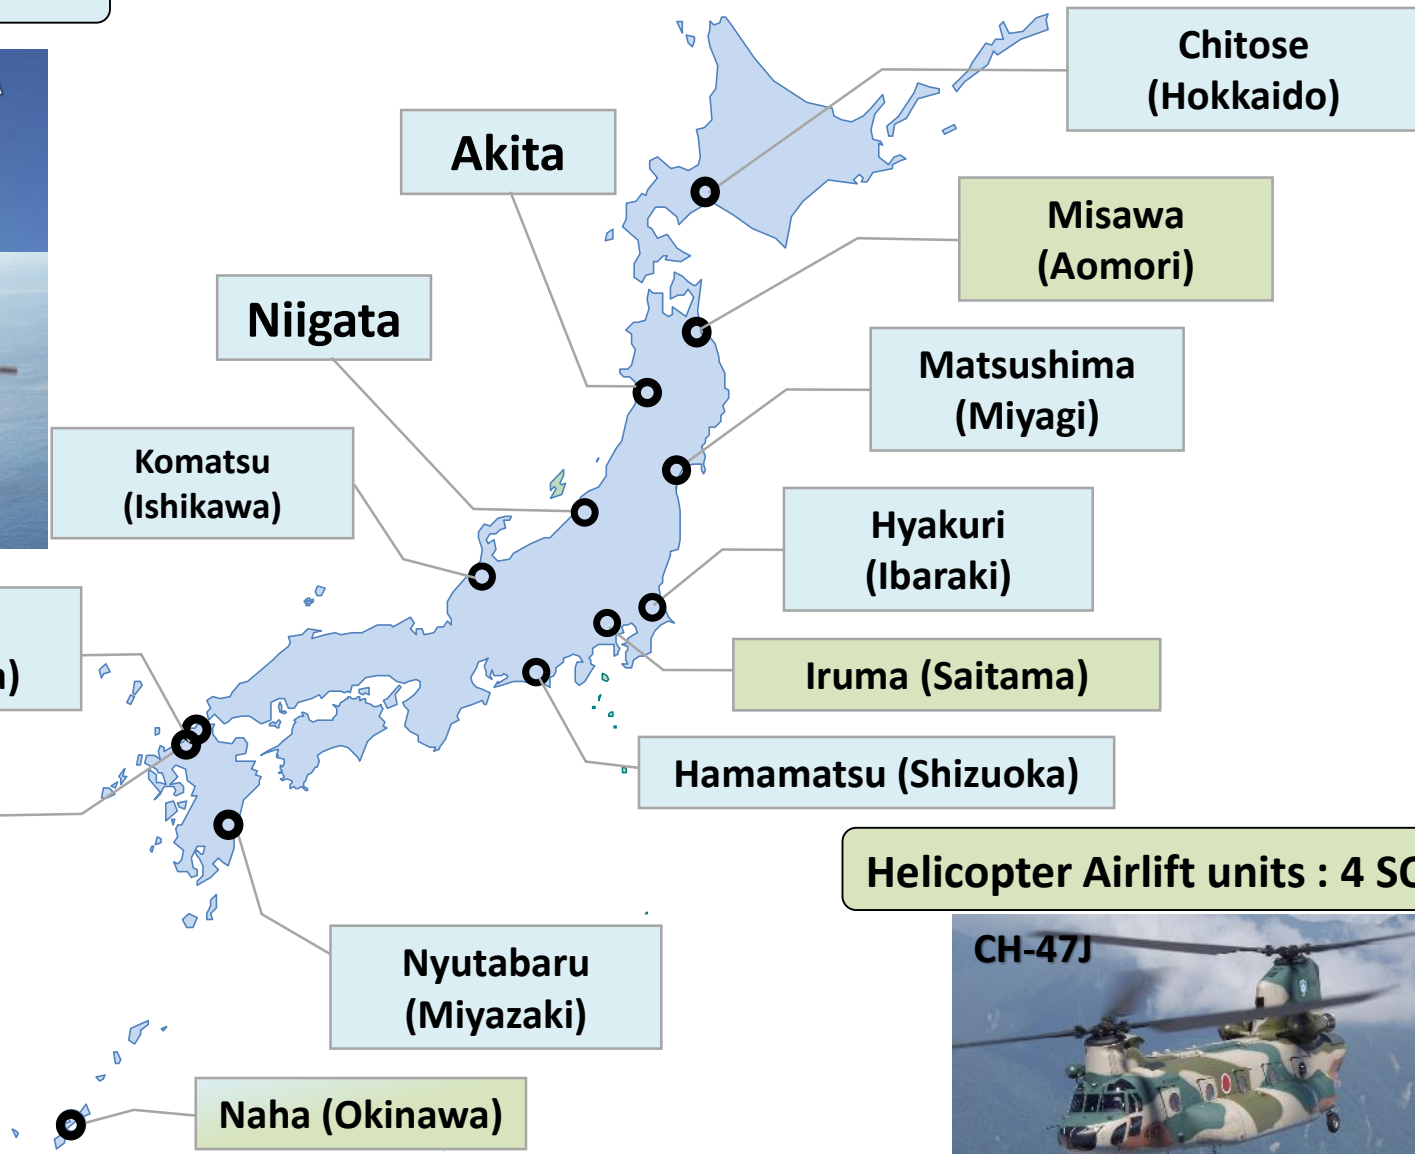 Chitose
(Hokkaido)
Akita
Misawa
(Aomori)
Niigata
Matsushima
(Miyagi)
Komatsu
(Ishikawa)
Hyakuri
(Ibaraki)
Iruma (Saitama)
Hamamatsu (Shizuoka)
Helicopter Airlift units : 4
CH-47J
Nyutabaru
(Miyazaki)
Naha (Okinawa)